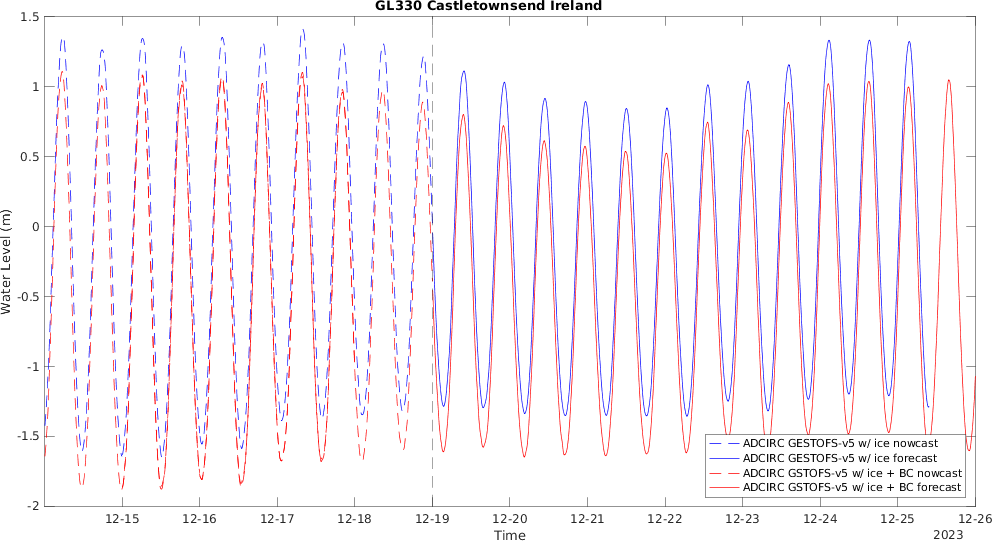 GL330 Castletownsend Ireland
1.5
1
0.5
0
-0.5
-1
-1.5
-2
Water Level (m)
ADCIRC GESTOFS-v5 w/ ice nowcast
ADCIRC GESTOFS-v5 w/ ice forecast
ADCIRC GSTOFS-v5 w/ ice + BC nowcast
ADCIRC GSTOFS-v5 w/ ice + BC forecast
12-15 12-16 12-17 12-18 12-19 12-20 12-21 12-22 12-23 12-24 12-25 12-26
Time
2023